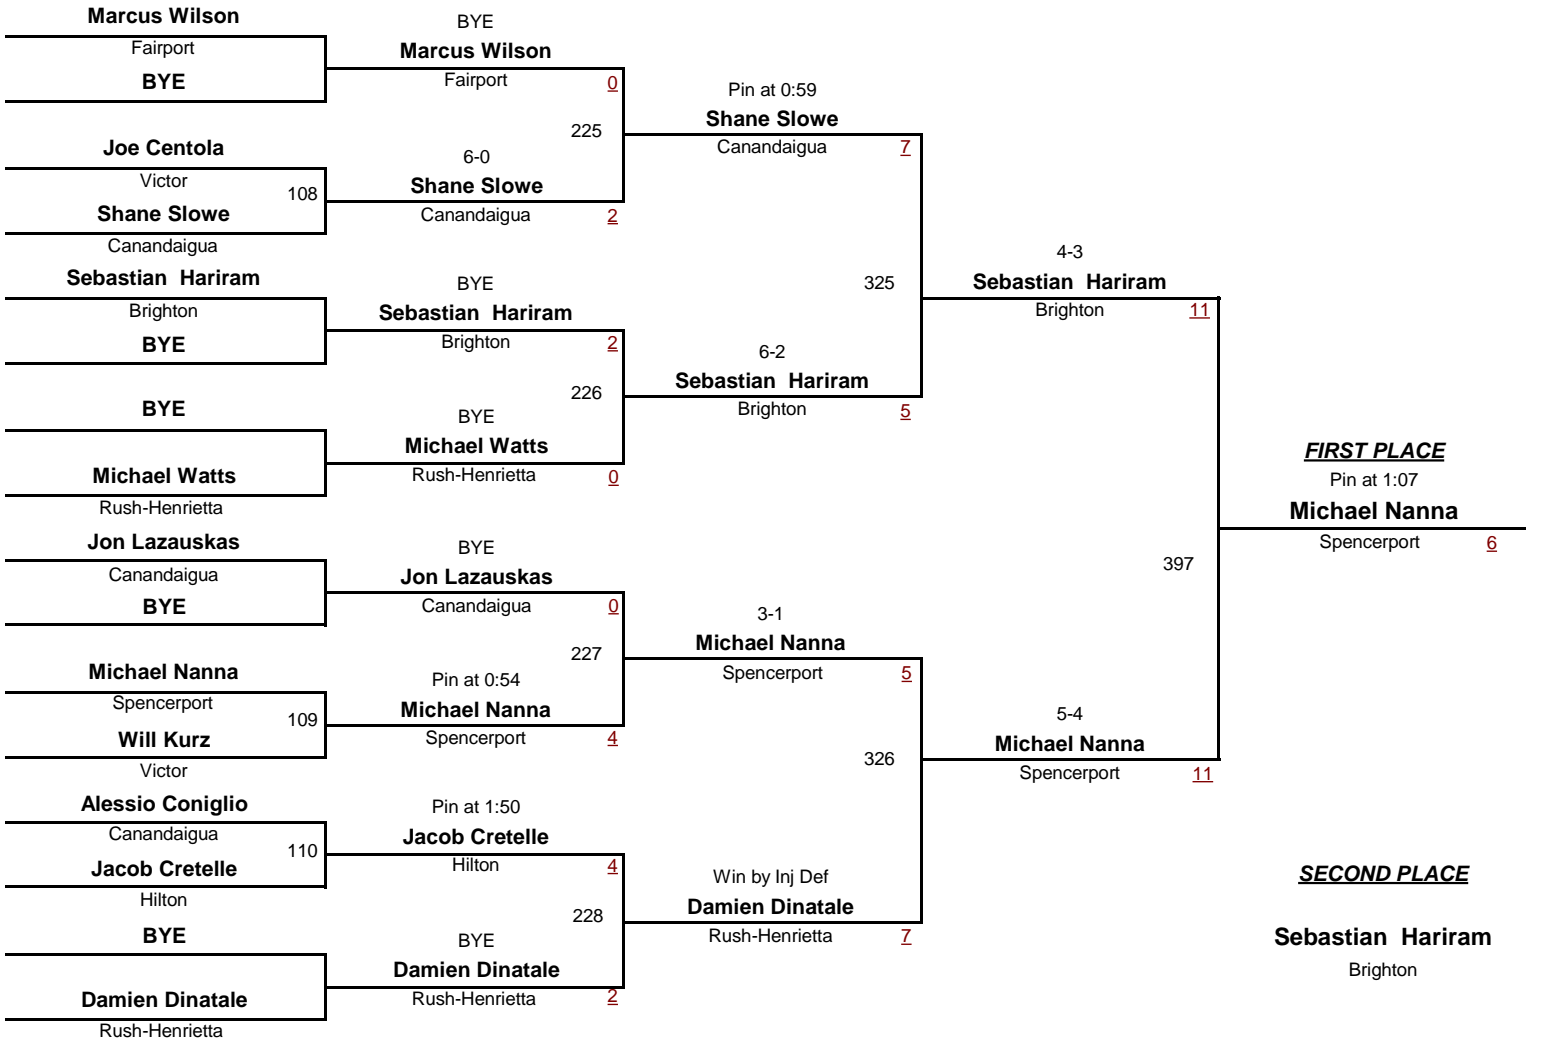 Marcus Wilson
Fairport
BYE
Joe Centola
Victor
108
Shane Slowe
Canandaigua
Sebastian  Hariram
Brighton
BYE
BYE
Michael Watts
Rush-Henrietta
Jon Lazauskas
Canandaigua
BYE
Michael Nanna
Spencerport
109
Will Kurz
Victor
Alessio Coniglio
Canandaigua
110
Jacob Cretelle
Hilton
BYE
Damien Dinatale
Rush-Henrietta
BYE
Marcus Wilson
Fairport
0
225
6-0
Shane Slowe
Canandaigua
2
BYE
Sebastian  Hariram
Brighton
2
226
BYE
Michael Watts
Rush-Henrietta
0
BYE
Jon Lazauskas
Canandaigua
0
227
Pin at 0:54
Michael Nanna
Spencerport
4
Pin at 1:50
Jacob Cretelle
Hilton
4
228
BYE
Damien Dinatale
Rush-Henrietta
2
Pin at 0:59
Shane Slowe
Canandaigua
7
325
6-2
Sebastian  Hariram
Brighton
5
3-1
Michael Nanna
Spencerport
5
326
Win by Inj Def
Damien Dinatale
Rush-Henrietta
7
4-3
Sebastian  Hariram
Brighton
11
397
5-4
Michael Nanna
Spencerport
11
FIRST PLACE
Pin at 1:07
Michael Nanna
Spencerport
6
SECOND PLACE
Sebastian  Hariram
Brighton